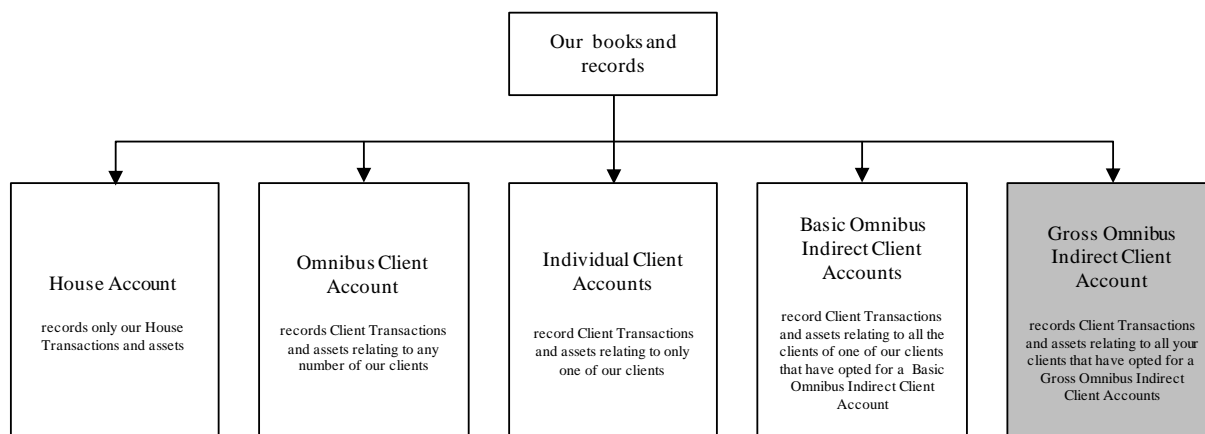 Our books and
records
House Account
records only our House
Transactions and assets
Omnibus Client
Account
records Client Transactions
and assets relating to any
number of our clients
Individual Client
Accounts
record Client Transactions
and assets relating to only
one of our clients
Basic Omnibus
Indirect Client
Accounts
record Client Transactions
and assets relating to all the
clients of one of our clients
that have opted for a Basic
Omnibus Indirect Client
Account
Gross Omnibus
Indirect Client
Account
records Client Transactions
and assets relating to all your
clients that have opted for a
Gross Omnibus Indirect
Client Accounts